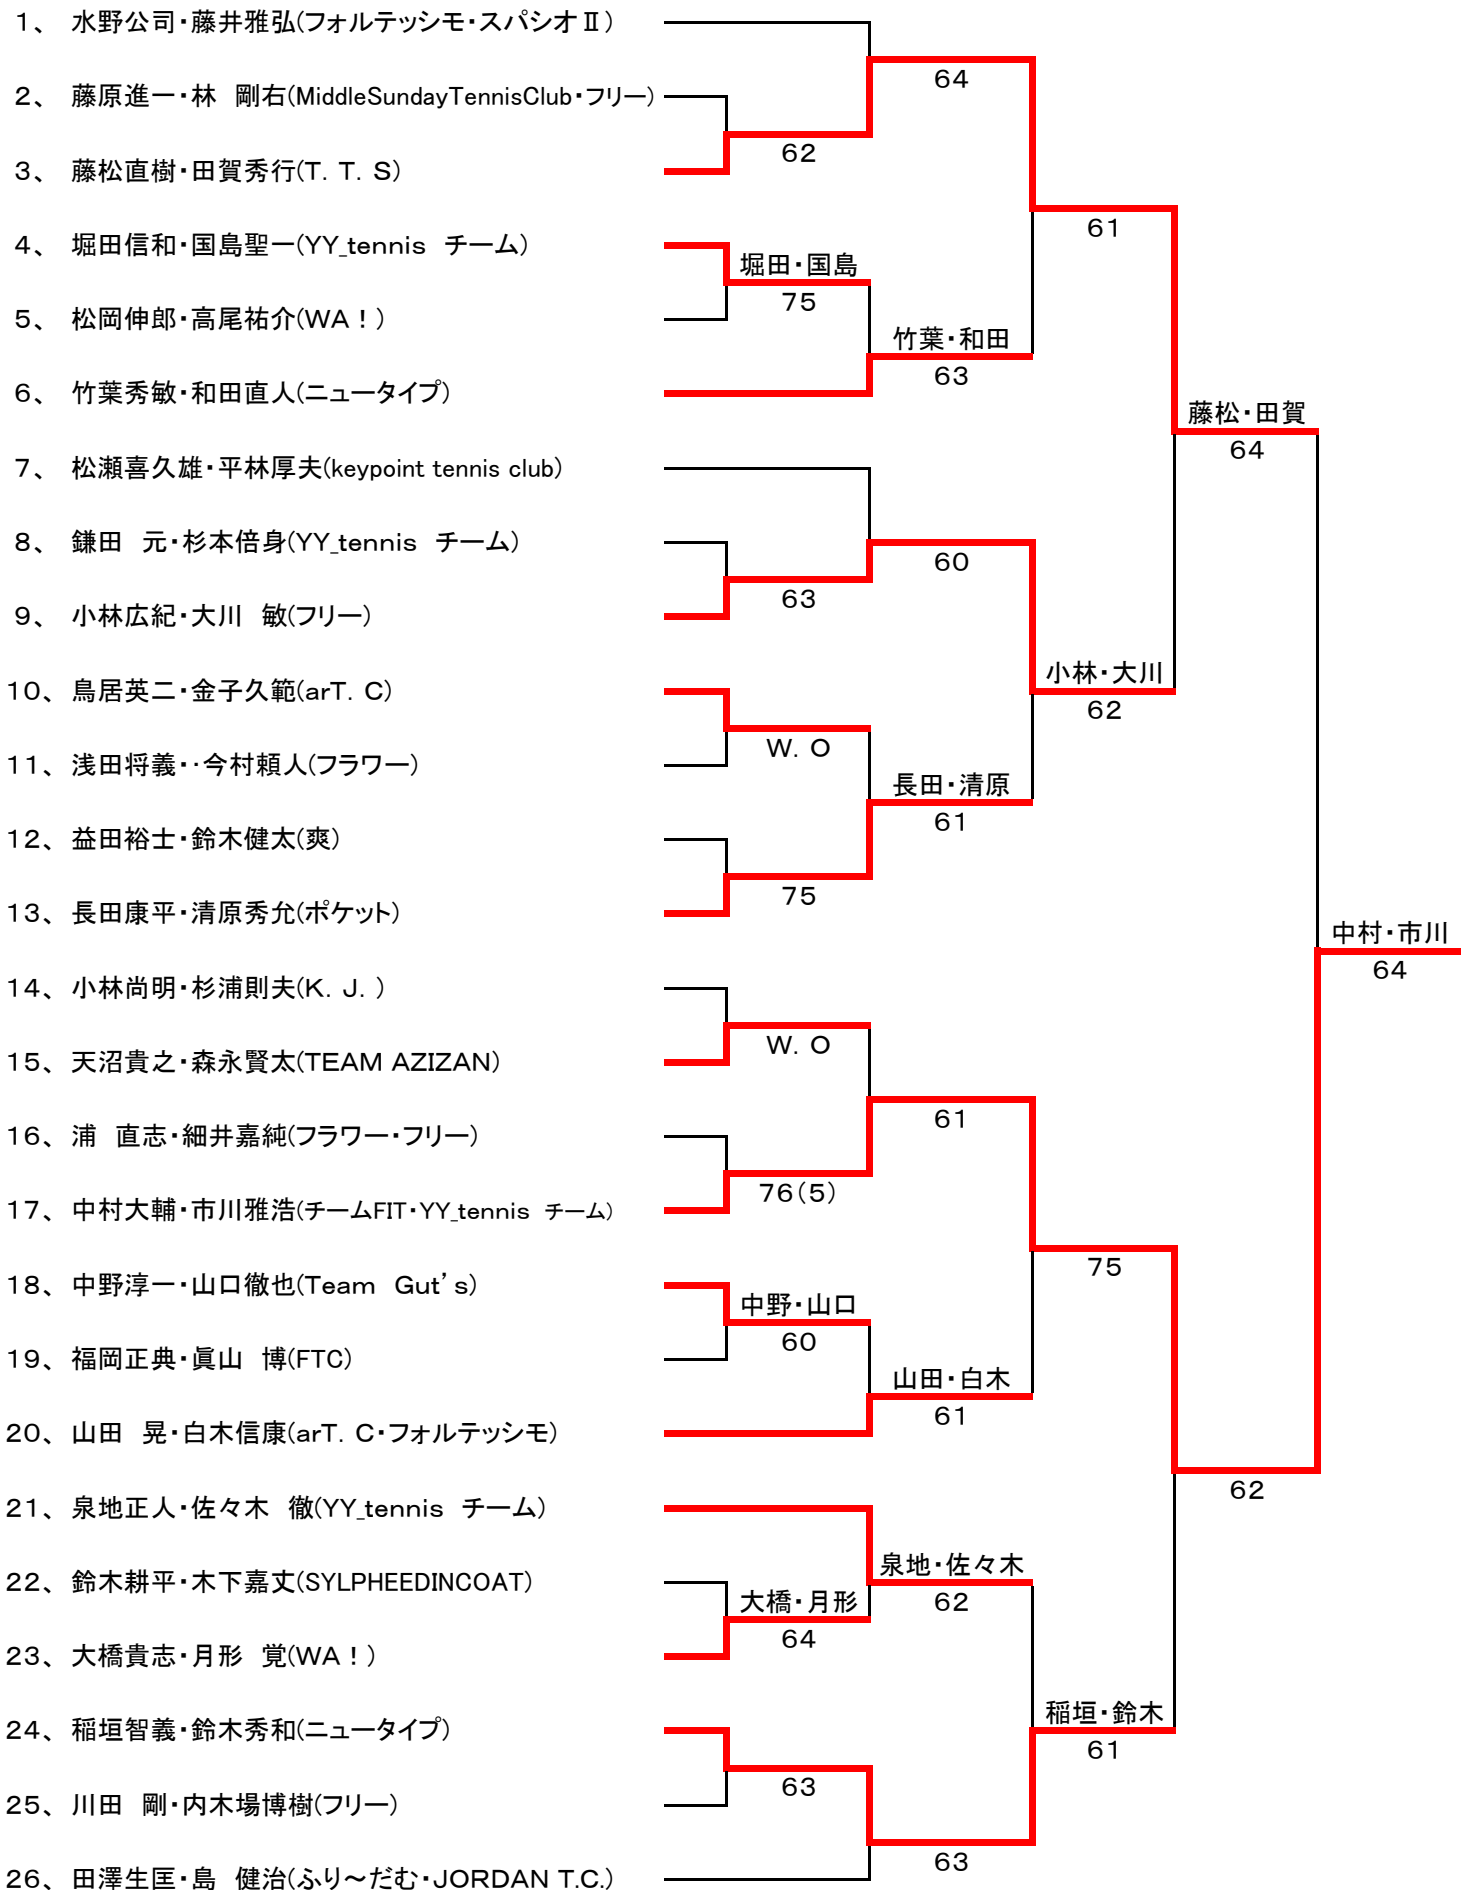 1、 水野公司・藤井雅弘(フォルテッシモ・スパシオⅡ)
2、 藤原進一・林　剛右(MiddleSundayTennisClub・フリー)
3、 藤松直樹・田賀秀行(T．T．S)
4、 堀田信和・国島聖一(YY_tennis　チーム)
5、 松岡伸郎・高尾祐介(WA！)
6、 竹葉秀敏・和田直人(ニュータイプ)
7、 松瀬喜久雄・平林厚夫(keypoint tennis club)
8、 鎌田　元・杉本倍身(YY_tennis　チーム)
9、 小林広紀・大川　敏(フリー)
10、 鳥居英二・金子久範(arT．C)
11、 浅田将義・・今村頼人(フラワー)
12、 益田裕士・鈴木健太(爽)
13、 長田康平・清原秀允(ポケット)
14、 小林尚明・杉浦則夫(K．J．)
15、 天沼貴之・森永賢太(TEAM AZIZAN)
16、 浦　直志・細井嘉純(フラワー・フリー)
17、 中村大輔・市川雅浩(チームFIT・YY_tennis　チーム)
18、 中野淳一・山口徹也(Team　Gut's)
19、 福岡正典・眞山　博(FTC)
20、 山田　晃・白木信康(arT．C・フォルテッシモ)
21、 泉地正人・佐々木　徹(YY_tennis　チーム)
22、 鈴木耕平・木下嘉丈(SYLPHEEDINCOAT)
23、 大橋貴志・月形　覚(WA！)
24、 稲垣智義・鈴木秀和(ニュータイプ)
25、 川田　剛・内木場博樹(フリー)
26、 田澤生匡・島　健治(ふり～だむ・JORDAN T.C.)
62
堀田・国島
75
63
W．O
75
W．O
76(5)
中野・山口
60
大橋・月形
64
63
64
竹葉・和田
63
60
長田・清原
61
61
山田・白木
61
泉地・佐々木
62
63
61
小林・大川
62
75
稲垣・鈴木
61
藤松・田賀
64
62
中村・市川
64